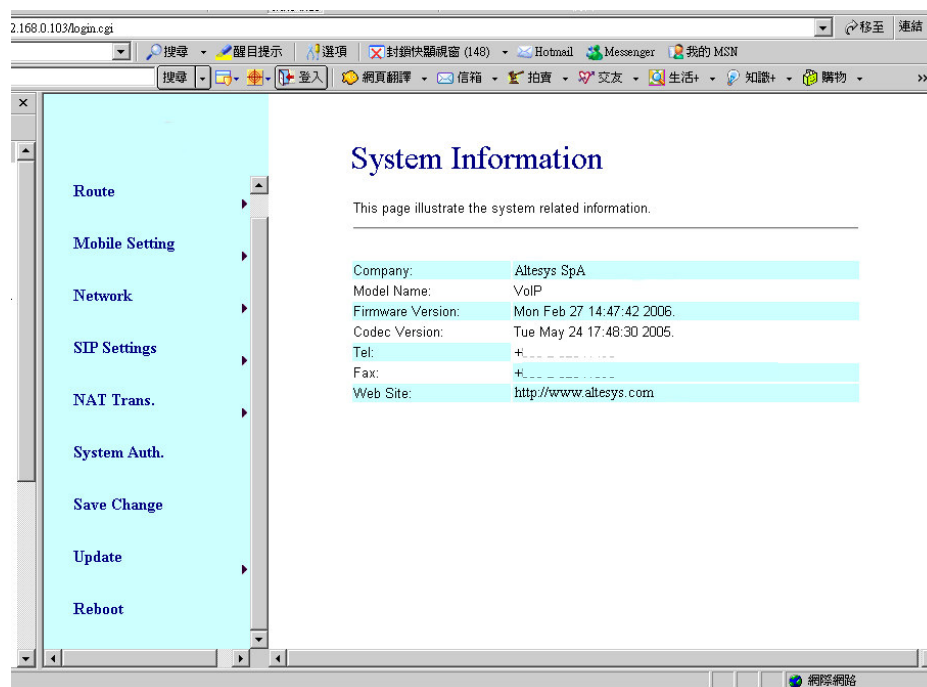 2.168.0.103/login.cgi 移至 連結
搜尋 醒目提示 選項 封鎖快顯視窗 (148) Hotmail Messenger 我的 MSN
搜尋 登入 網頁翻譯 信箱 拍賣 交友 生活+ 知識+ 購物 »
System Information
This page illustrate the system related information.
Route
Mobile Setting
Network
SIP Settings
NAT Trans.
System Auth.
Save Change
Update
Reboot
Company: Altesys SpA
Model Name: VoIP
Firmware Version: Mon Feb 27 14:47:42 2006.
Codec Version: Tue May 24 17:48:30 2005.
Tel: +
Fax: +
Web Site: http://www.altesys.com
網際網路